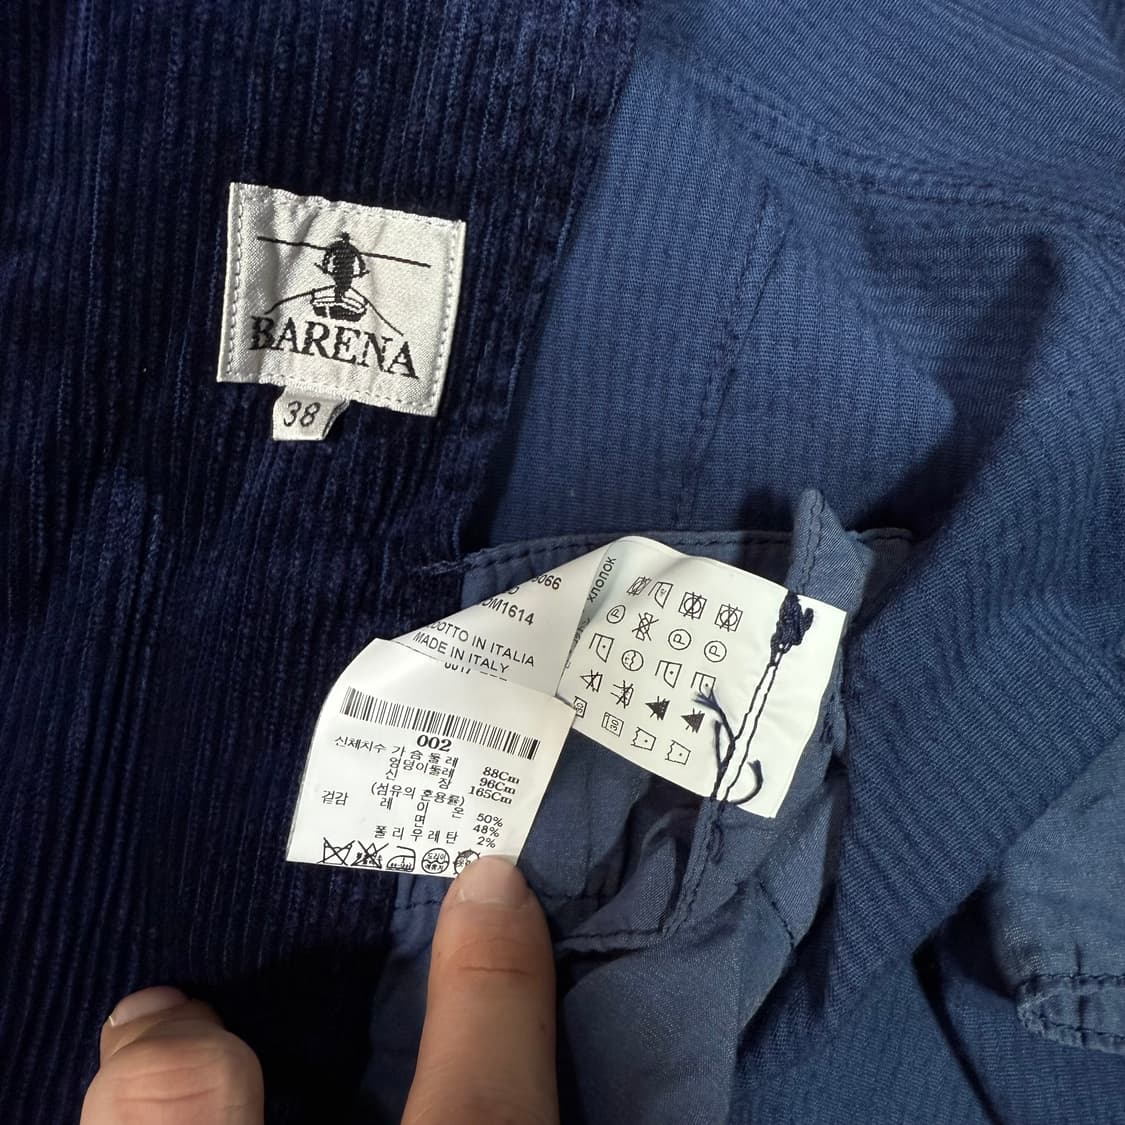 BARENA
38
хлопок
OM1614
DOTTO IN ITALIA
MADE IN ITALY
002
신체치수 가슴둘레 88Cm
엉덩이둘레 96Cm
신 장 165Cm
(섬유의 혼용률)
겉감 레 이 온 50%
면 48%
폴리우레탄 2%
P
P
P
30